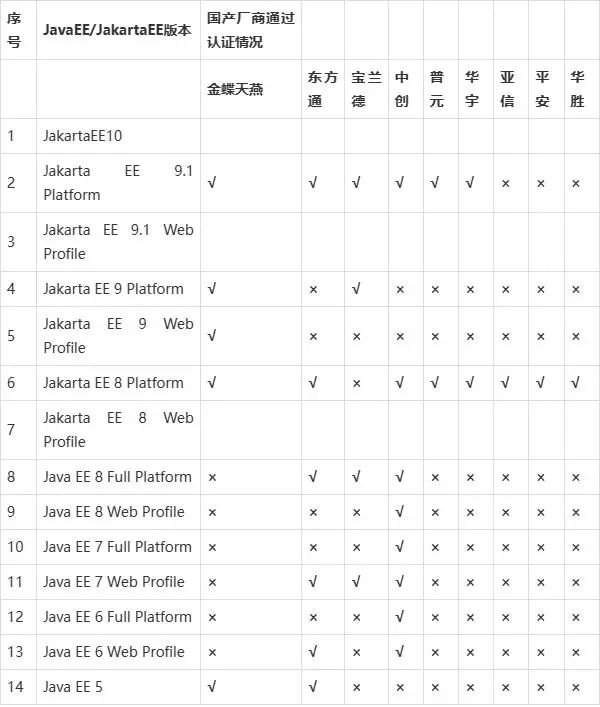 序号 JavaEE/JakartaEE版本 国产厂商通过认证情况
金蝶天燕 东方通 宝兰德 中创 普元 华宇 亚信 平安 华胜
1 JakartaEE10
2 Jakarta EE 9.1 Platform √ √ √ √ √ √ × × ×
3 Jakarta EE 9.1 Web Profile
4 Jakarta EE 9 Platform √ × √ × × × × × ×
5 Jakarta EE 9 Web Profile √ × × × × × × × ×
6 Jakarta EE 8 Platform √ √ × √ √ √ √ √ √
7 Jakarta EE 8 Web Profile
8 Java EE 8 Full Platform × √ √ √ × × × × ×
9 Java EE 8 Web Profile × × × √ × × × × ×
10 Java EE 7 Full Platform × × × √ × × × × ×
11 Java EE 7 Web Profile × √ √ √ × × × × ×
12 Java EE 6 Full Platform × × × √ × × × × ×
13 Java EE 6 Web Profile × √ × √ × × × × ×
14 Java EE 5 √ √ × × × × × × ×